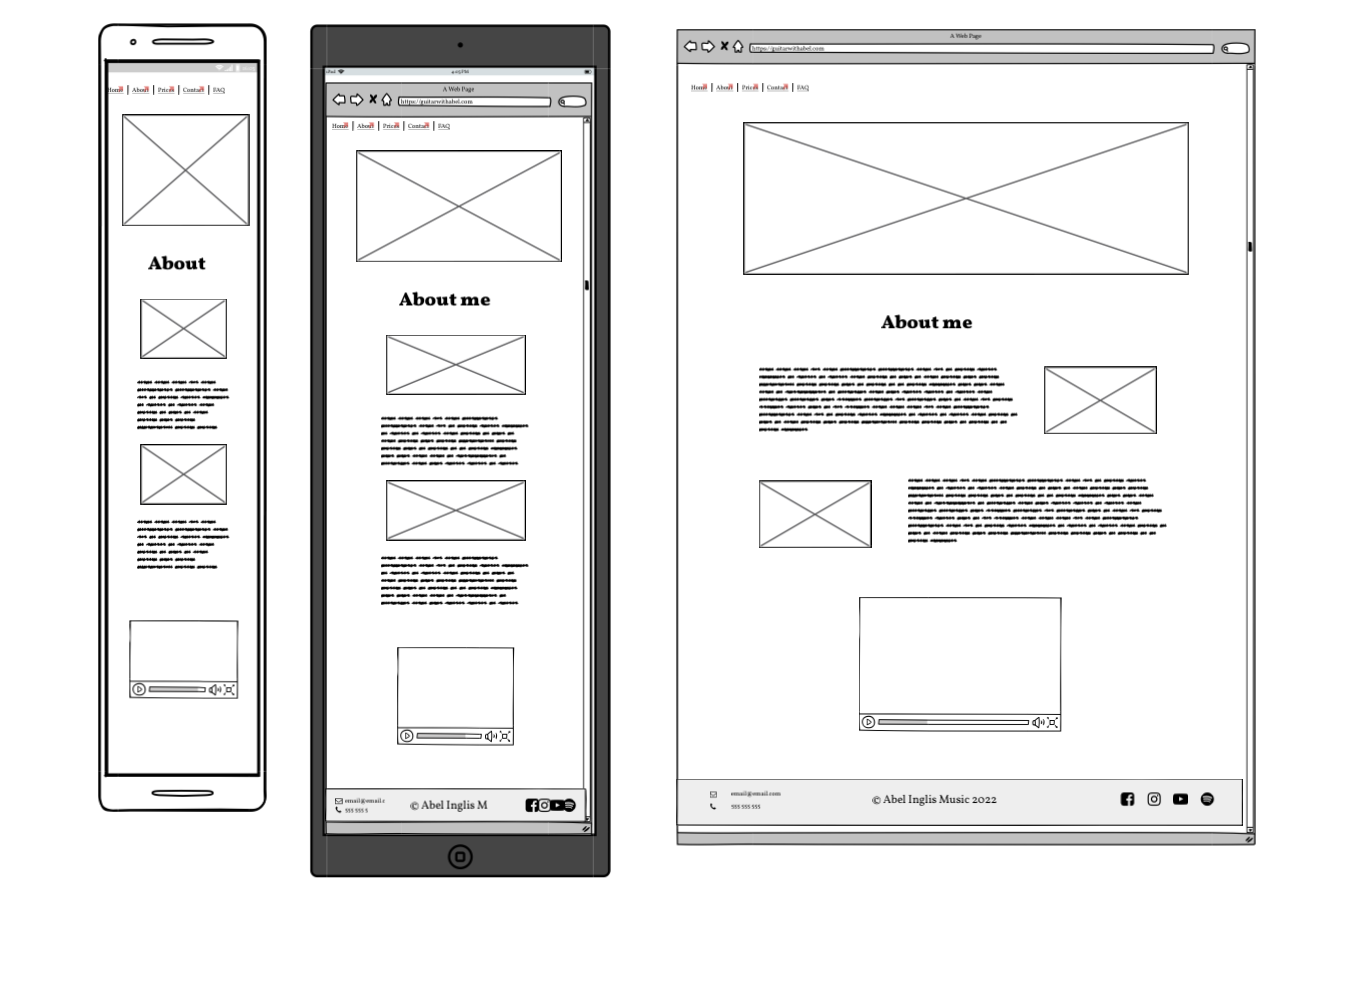 Home About Prices Contact FAQ
About
iPad 4:05 PM
A Web Page
https://guitarwithabel.com
Home About Prices Contact FAQ
About me
email@email.c
555 555 5
© Abel Inglis M
A Web Page
https://guitarwithabel.com
Home About Prices Contact FAQ
About me
email@email.com
555 555 555
© Abel Inglis Music 2022